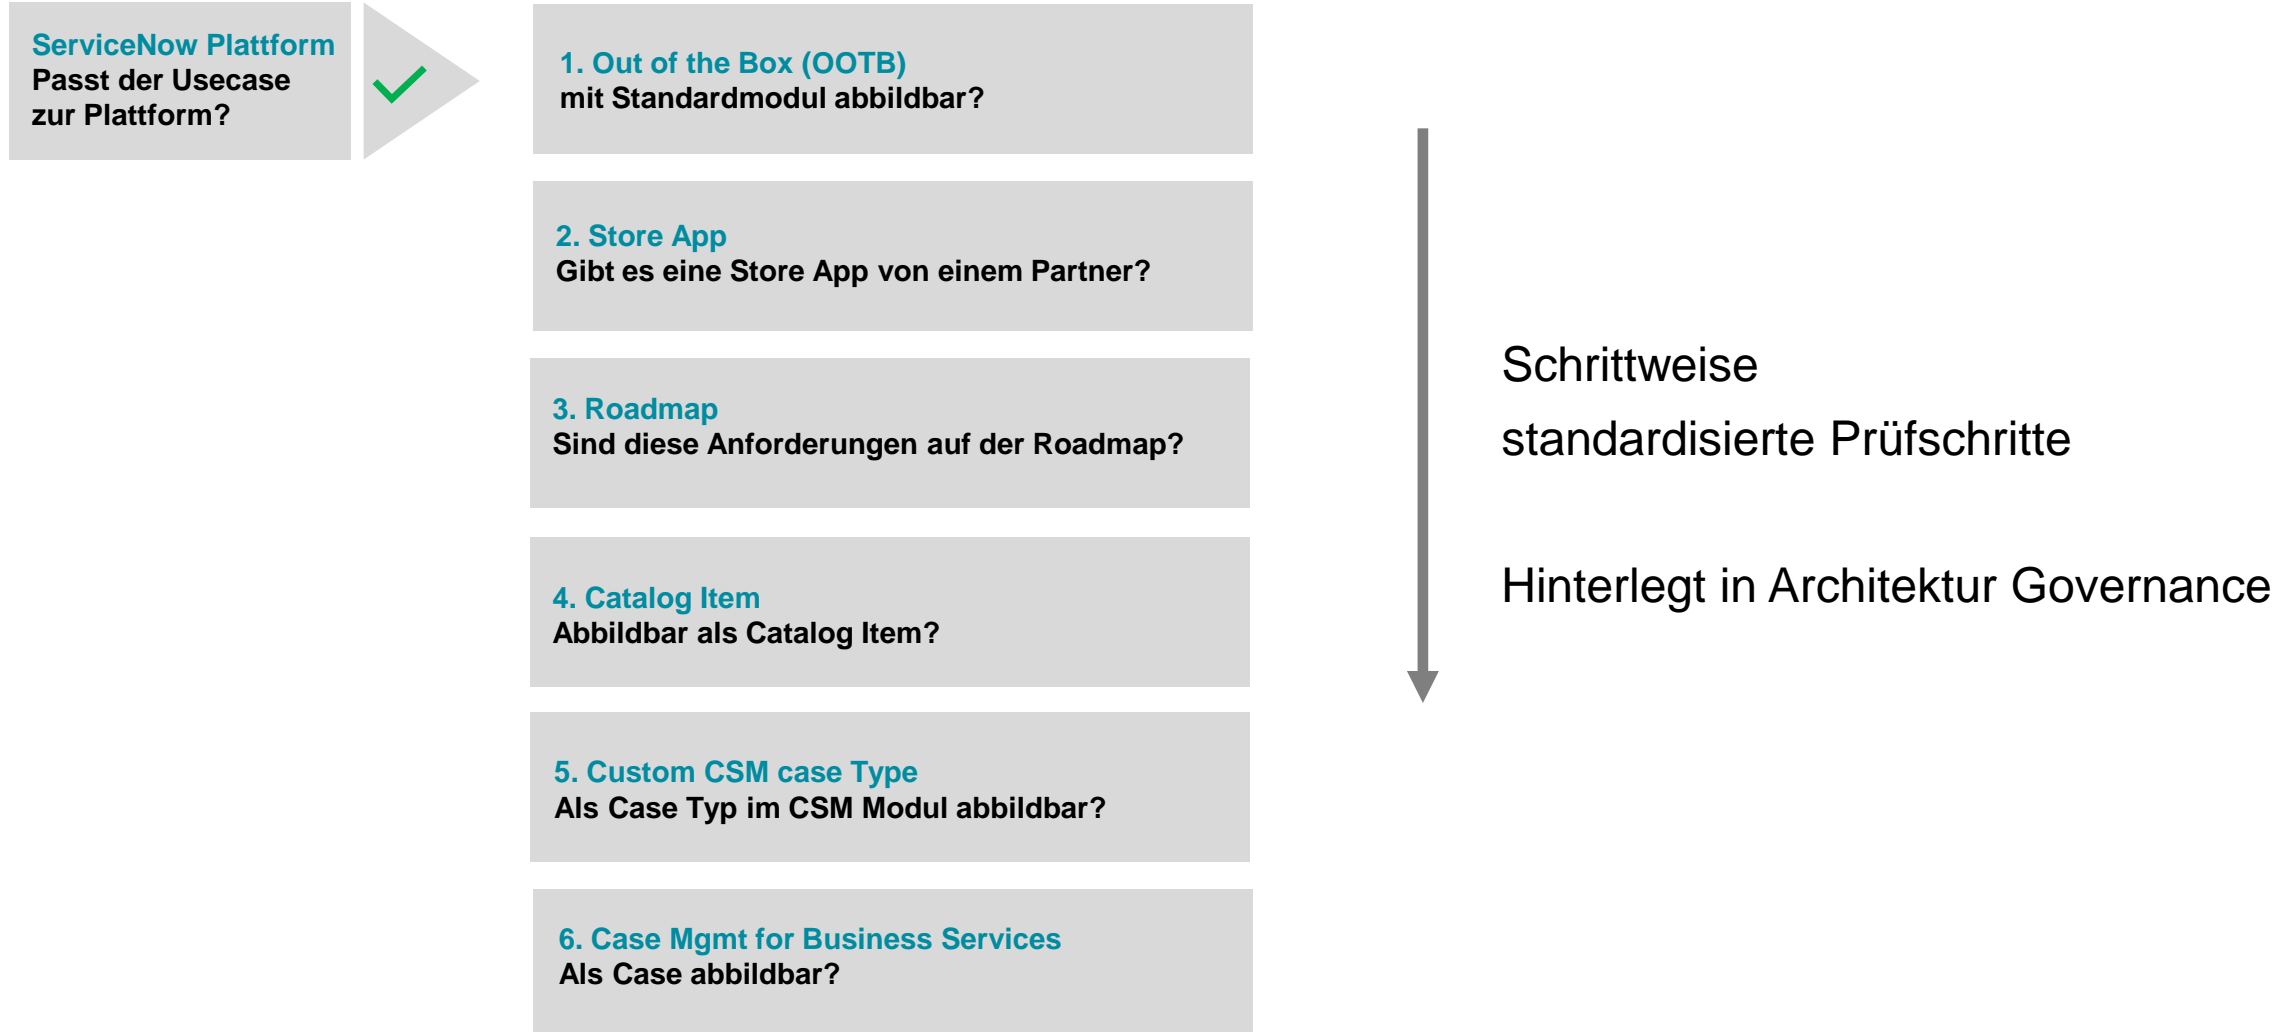 ServiceNow Plattform
Passt der Usecase
zur Plattform?
1. Out of the Box (OOTB)
mit Standardmodul abbildbar?
2. Store App
Gibt es eine Store App von einem Partner?
3. Roadmap
Sind diese Anforderungen auf der Roadmap?
4. Catalog Item
Abbildbar als Catalog Item?
5. Custom CSM case Type
Als Case Typ im CSM Modul abbildbar?
6. Case Mgmt for Business Services
Als Case abbildbar?
Schrittweise
standardisierte Prüfschritte
Hinterlegt in Architektur Governance